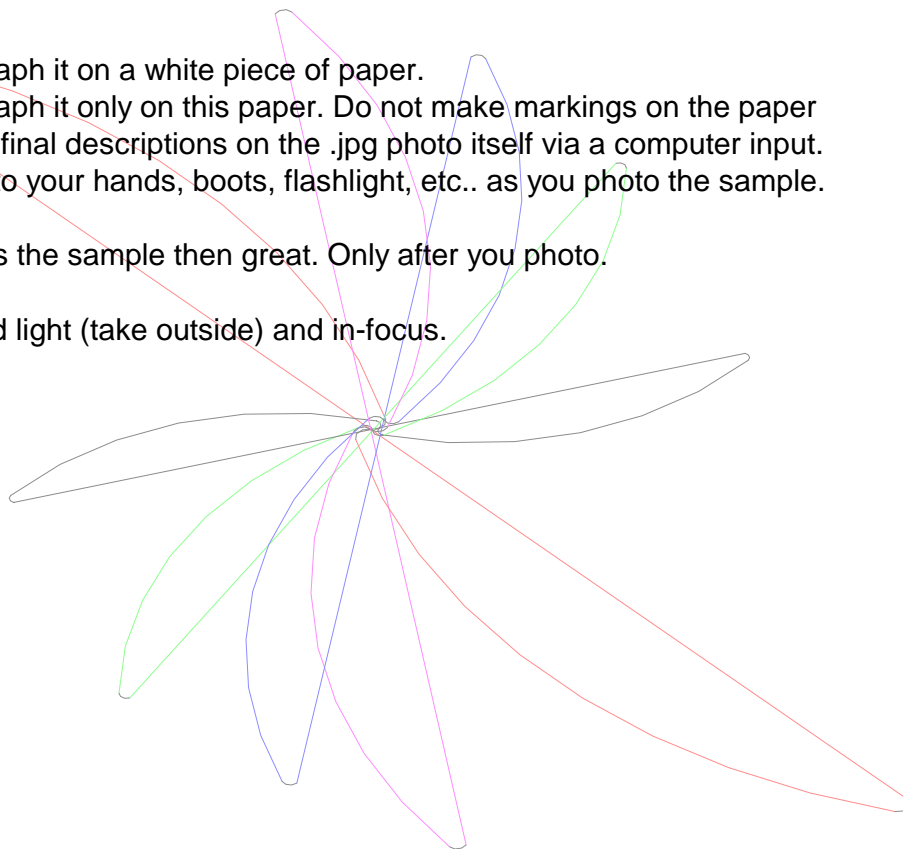 aph it on a white piece of paper.
aph it only on this paper. Do not make markings on the paper
final descriptions on the .jpg photo itself via a computer input.
to your hands, boots, flashlight, etc.. as you photo the sample.
s the sample then great. Only after you photo.
d light (take outside) and in-focus.